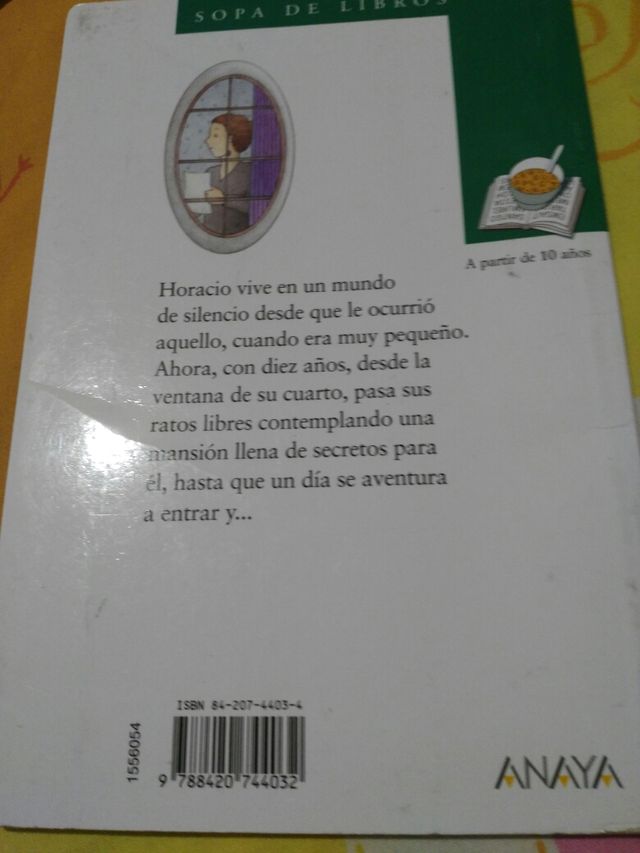 SOPA DE LIBROS
A partir de 10 años
Horacio vive en un mundo
de silencio desde que le ocurrió
aquello, cuando era muy pequeño.
Ahora, con diez años, desde la
ventana de su cuarto, pasa sus
ratos libres contemplando una
mansión llena de secretos para
él, hasta que un día se aventura
a entrar y...
ISBN 84-207-4403-4
1556054
9 788420 744032
ANAYA